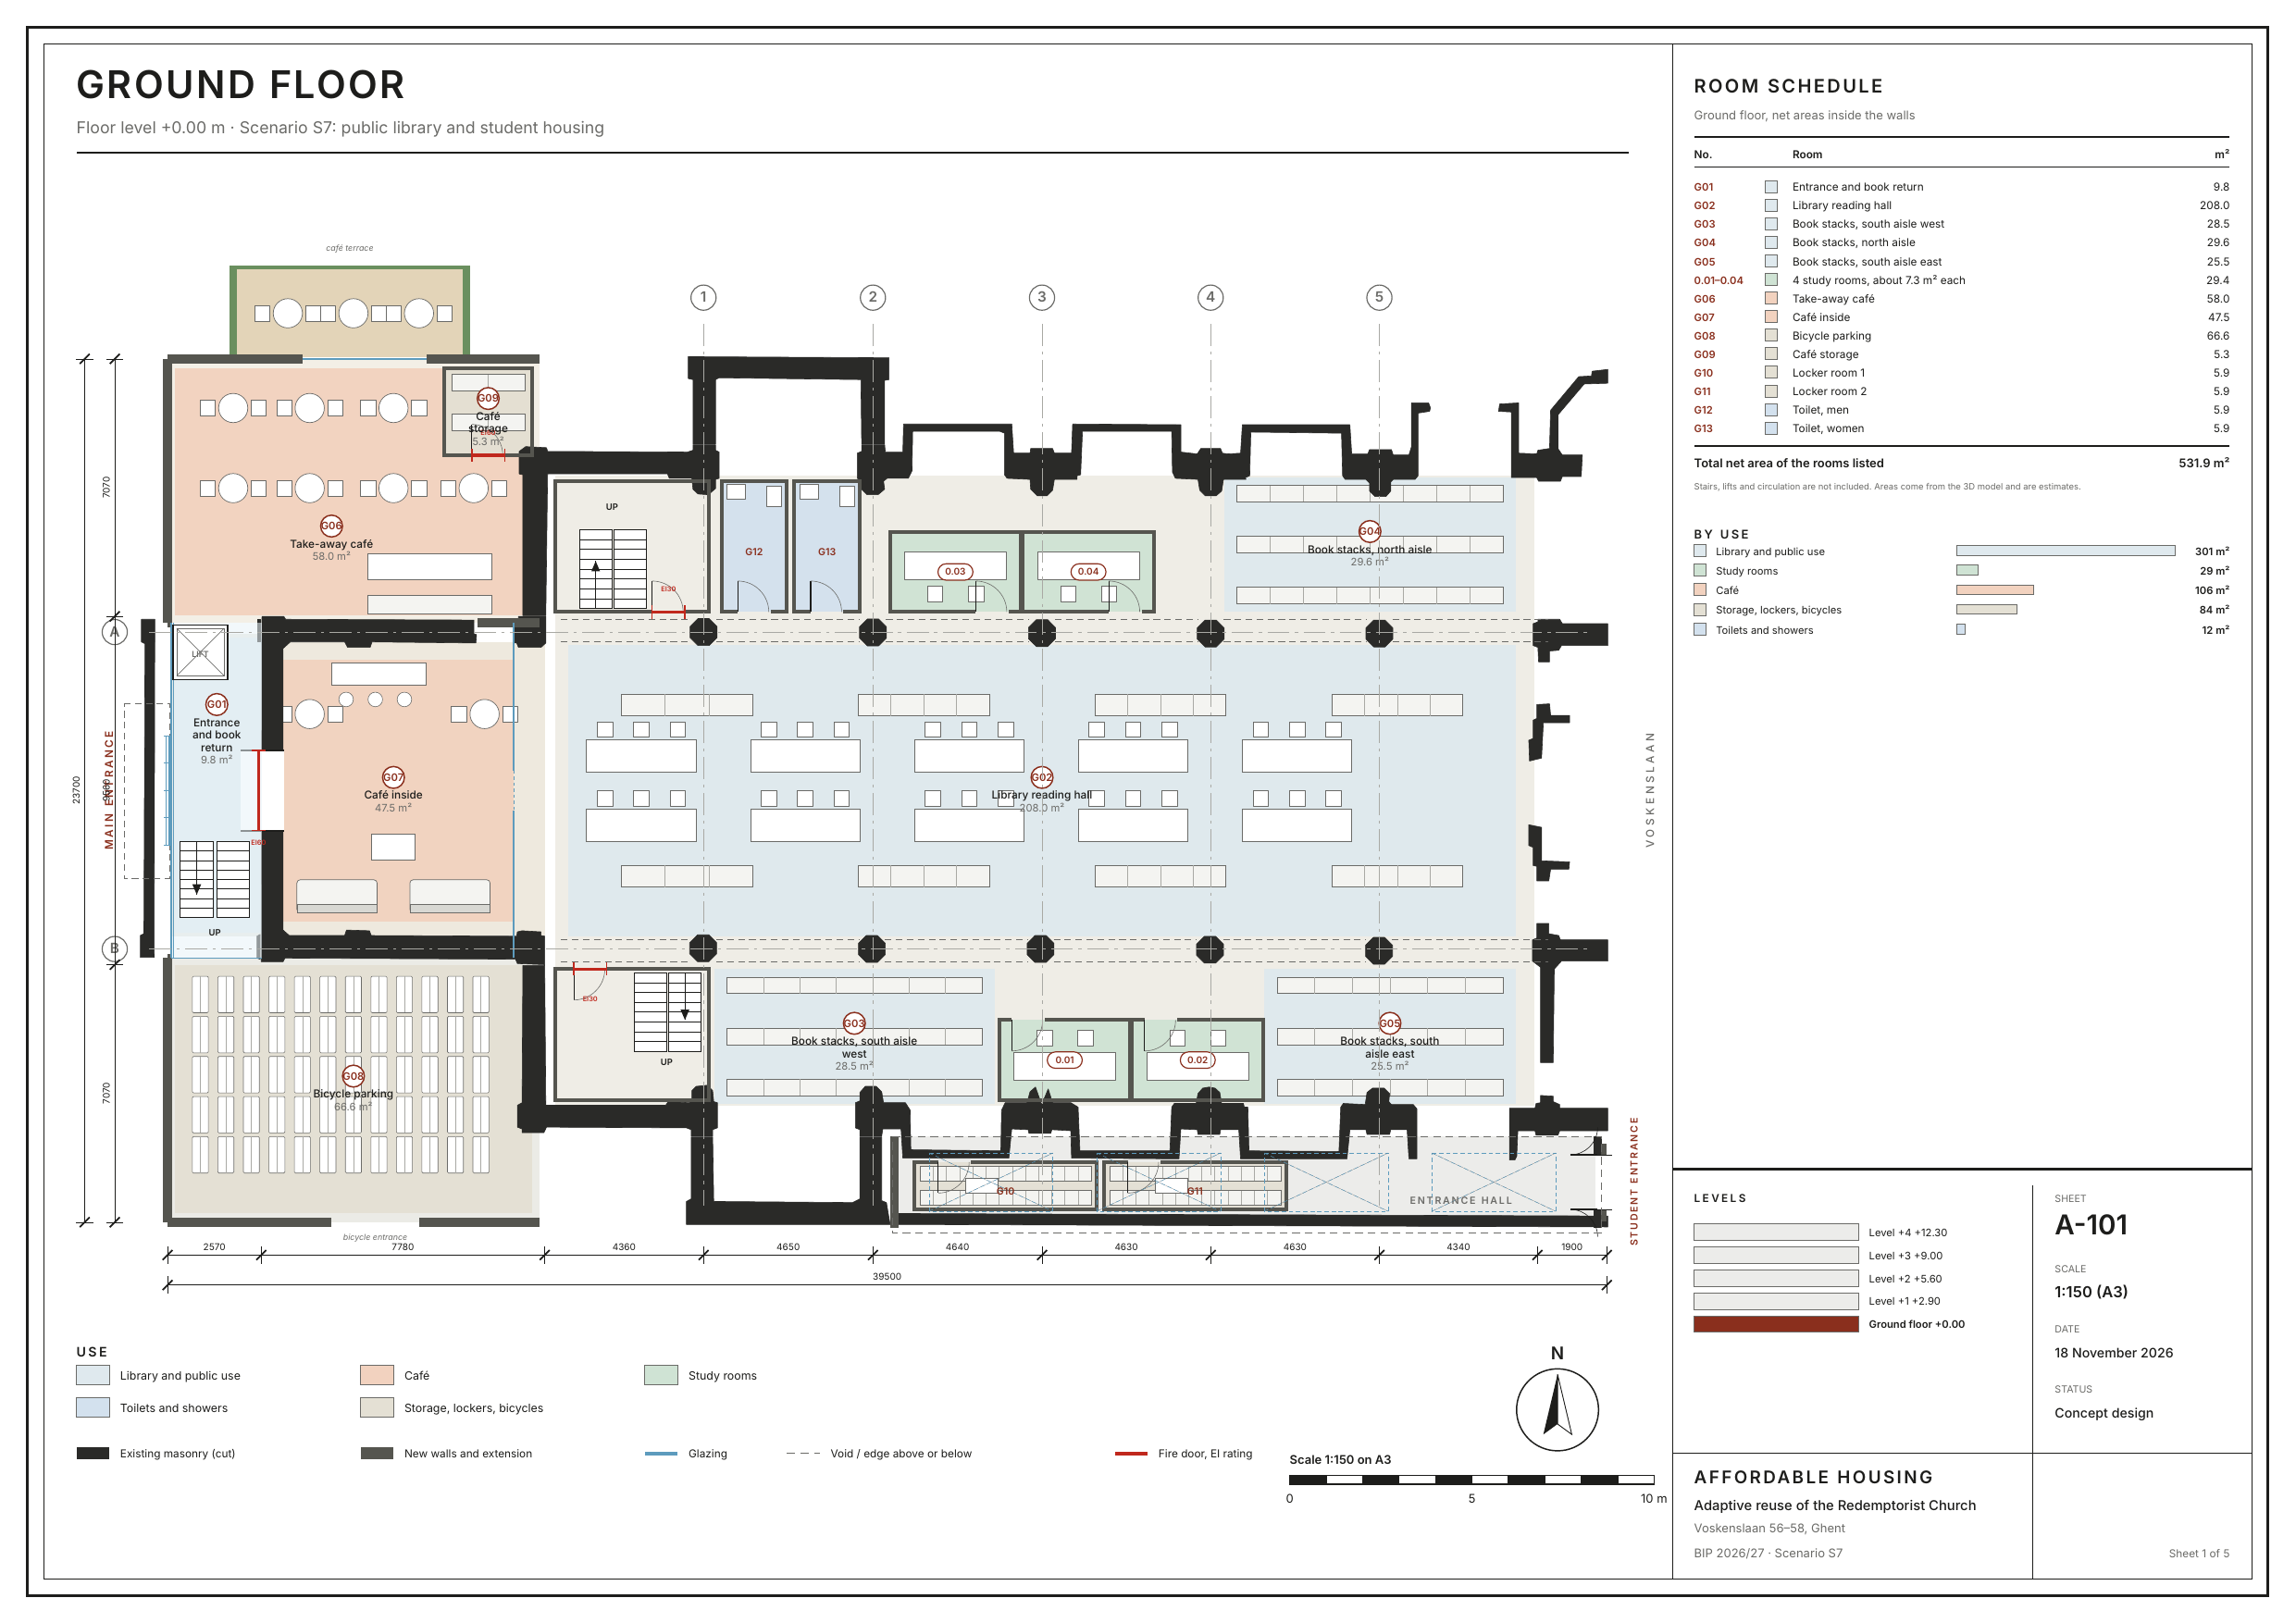 GROUND FLOOR
Floor level +0.00 m · Scenario S7: public library and student housing
café terrace
1
2
3
4
5
7070
G09
Café
storage
5.3 m²
G06
Take-away café
58.0 m²
UP
EI30
G12
G13
0.03
0.04
G04
Book stacks, north aisle
29.6 m²
A
LIFT
G01
Entrance
and book
return
9.8 m²
MAIN ENTRANCE
23700
G07
Café inside
47.5 m²
G02
Library reading hall
208.0 m²
VOSKENSLAAN
UP
B
7070
G08
Bicycle parking
66.6 m²
EI30
UP
G03
Book stacks, south aisle
west
28.5 m²
0.01
0.02
G05
Book stacks, south
aisle east
25.5 m²
G10
G11
ENTRANCE HALL
STUDENT ENTRANCE
bicycle entrance
2570
7780
4360
4650
4640
4630
4630
4340
1900
39500
USE
Library and public use
Café
Study rooms
Toilets and showers
Storage, lockers, bicycles
Existing masonry (cut)
New walls and extension
Glazing
Void / edge above or below
Fire door, EI rating
N
Scale 1:150 on A3
0
5
10 m
ROOM SCHEDULE
Ground floor, net areas inside the walls
No. Room m²
G01 Entrance and book return 9.8
G02 Library reading hall 208.0
G03 Book stacks, south aisle west 28.5
G04 Book stacks, north aisle 29.6
G05 Book stacks, south aisle east 25.5
0.01–0.04 4 study rooms, about 7.3 m² each 29.4
G06 Take-away café 58.0
G07 Café inside 47.5
G08 Bicycle parking 66.6
G09 Café storage 5.3
G10 Locker room 1 5.9
G11 Locker room 2 5.9
G12 Toilet, men 5.9
G13 Toilet, women 5.9
Total net area of the rooms listed 531.9 m²
Stairs, lifts and circulation are not included. Areas come from the 3D model and are estimates.
BY USE
Library and public use 301 m²
Study rooms 29 m²
Café 106 m²
Storage, lockers, bicycles 84 m²
Toilets and showers 12 m²
LEVELS
Level +4 +12.30
Level +3 +9.00
Level +2 +5.60
Level +1 +2.90
Ground floor +0.00
SHEET
A-101
SCALE
1:150 (A3)
DATE
18 November 2026
STATUS
Concept design
AFFORDABLE HOUSING
Adaptive reuse of the Redemptorist Church
Voskenslaan 56–58, Ghent
BIP 2026/27 · Scenario S7
Sheet 1 of 5